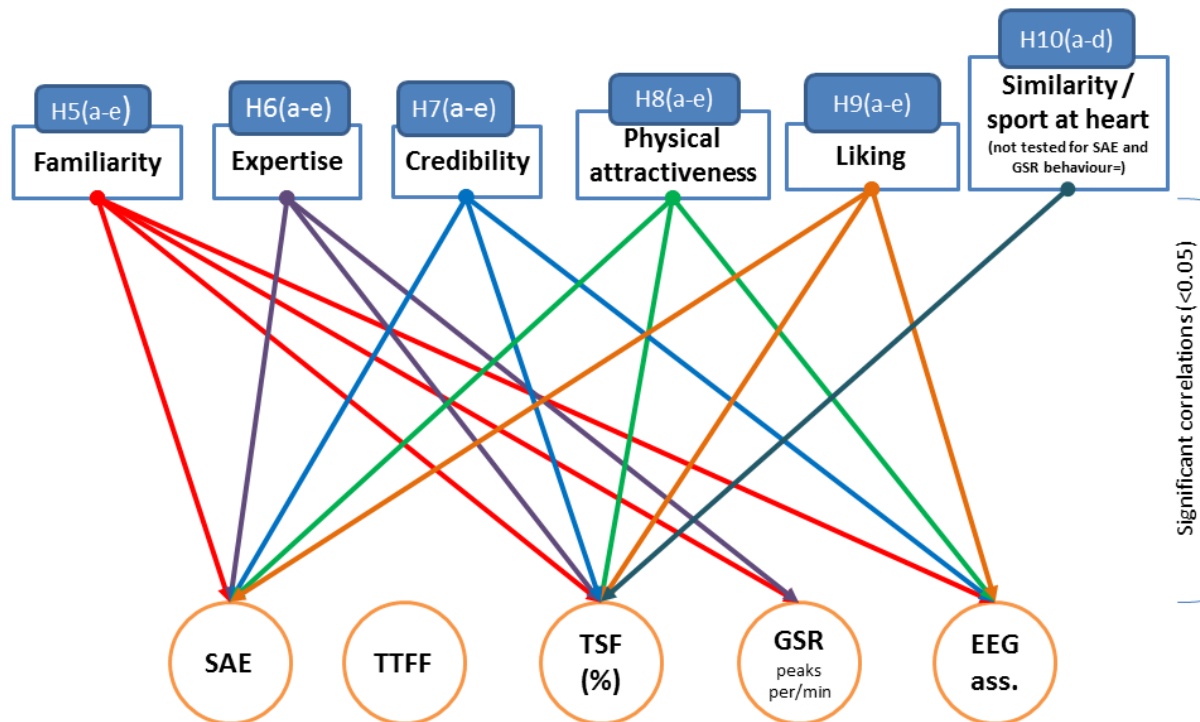 H5(a-e)
Familiarity
H6(a-e)
Expertise
H7(a-e)
Credibility
H8(a-e)
Physical
attractiveness
H9(a-e)
Liking
H10(a-d)
Similarity /
sport at heart
(not tested for SAE and
GSR behaviour=)
Significant correlations (<0.05)
SAE
TTFF
TSF
(%)
GSR
peaks
per/min
EEG
ass.